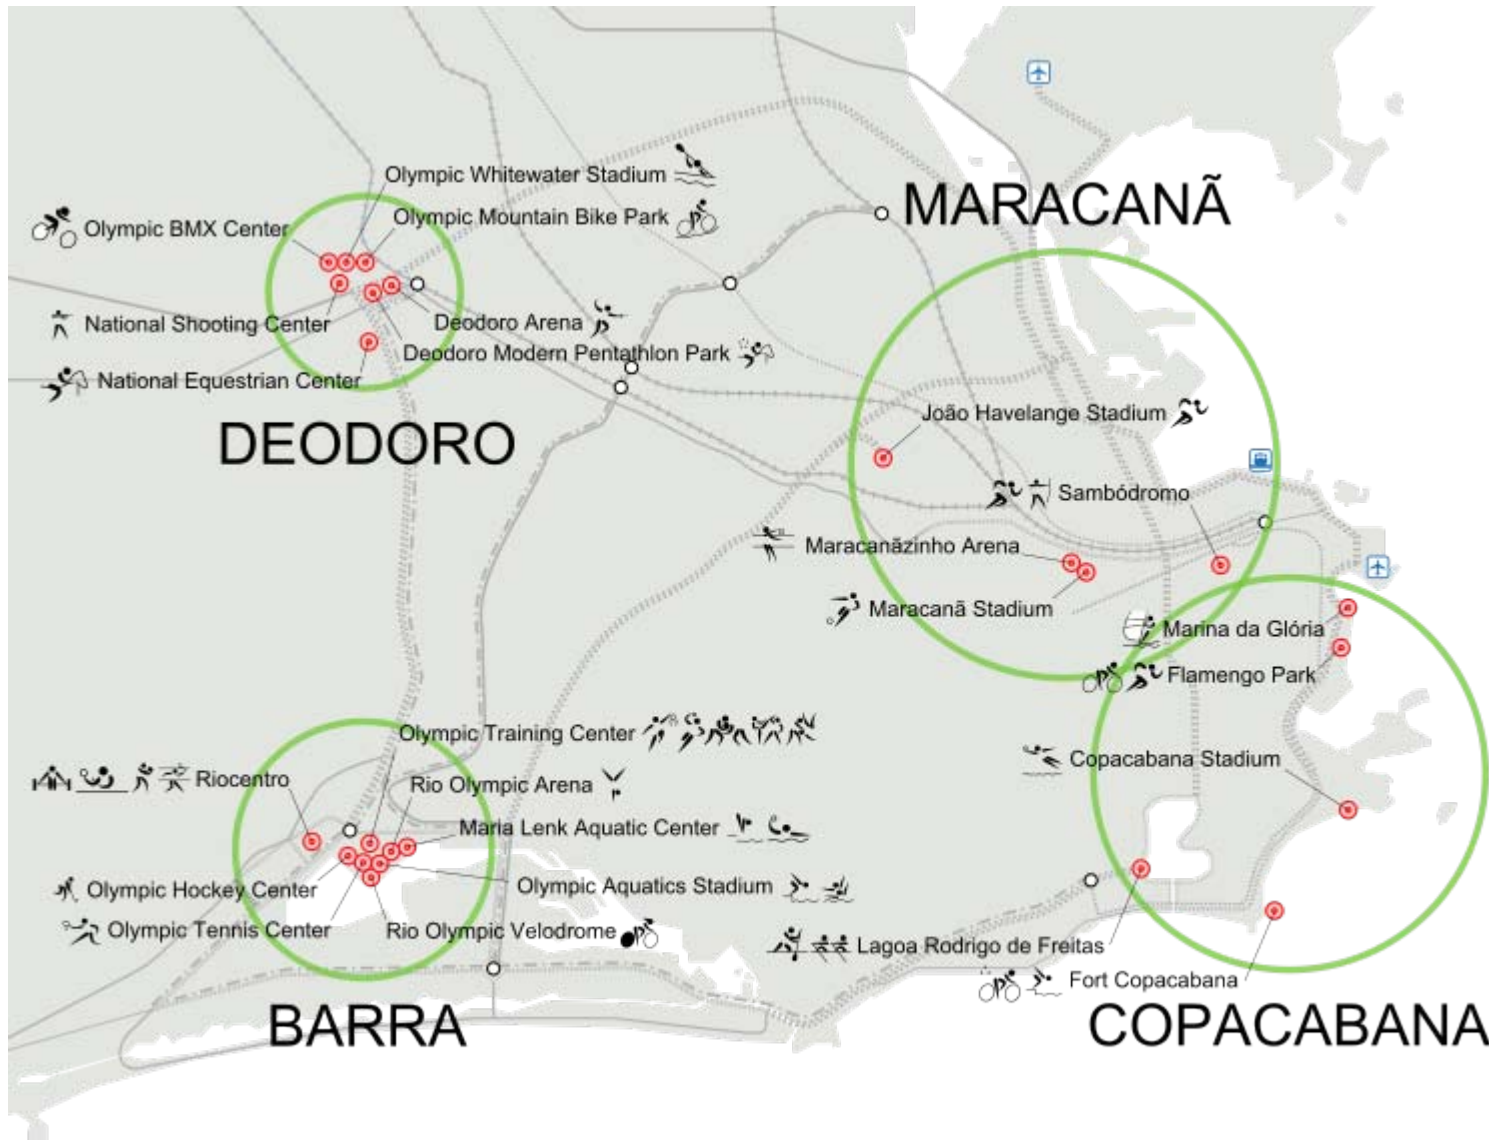 Olympic Whitewater Stadium
Olympic Mountain Bike Park
Olympic BMX Center
National Shooting Center
Deodoro Arena
Deodoro Modern Pentathlon Park
National Equestrian Center
DEODORO
MARACANÃ
João Havelange Stadium
Sambódromo
Maracanãzinho Arena
Maracanã Stadium
Marina da Glória
Flamengo Park
Copacabana Stadium
Lagoa Rodrigo de Freitas
Fort Copacabana
COPACABANA
Olympic Training Center
Riocentro
Rio Olympic Arena
Maria Lenk Aquatic Center
Olympic Hockey Center
Olympic Aquatics Stadium
Olympic Tennis Center
Rio Olympic Velodrome
BARRA